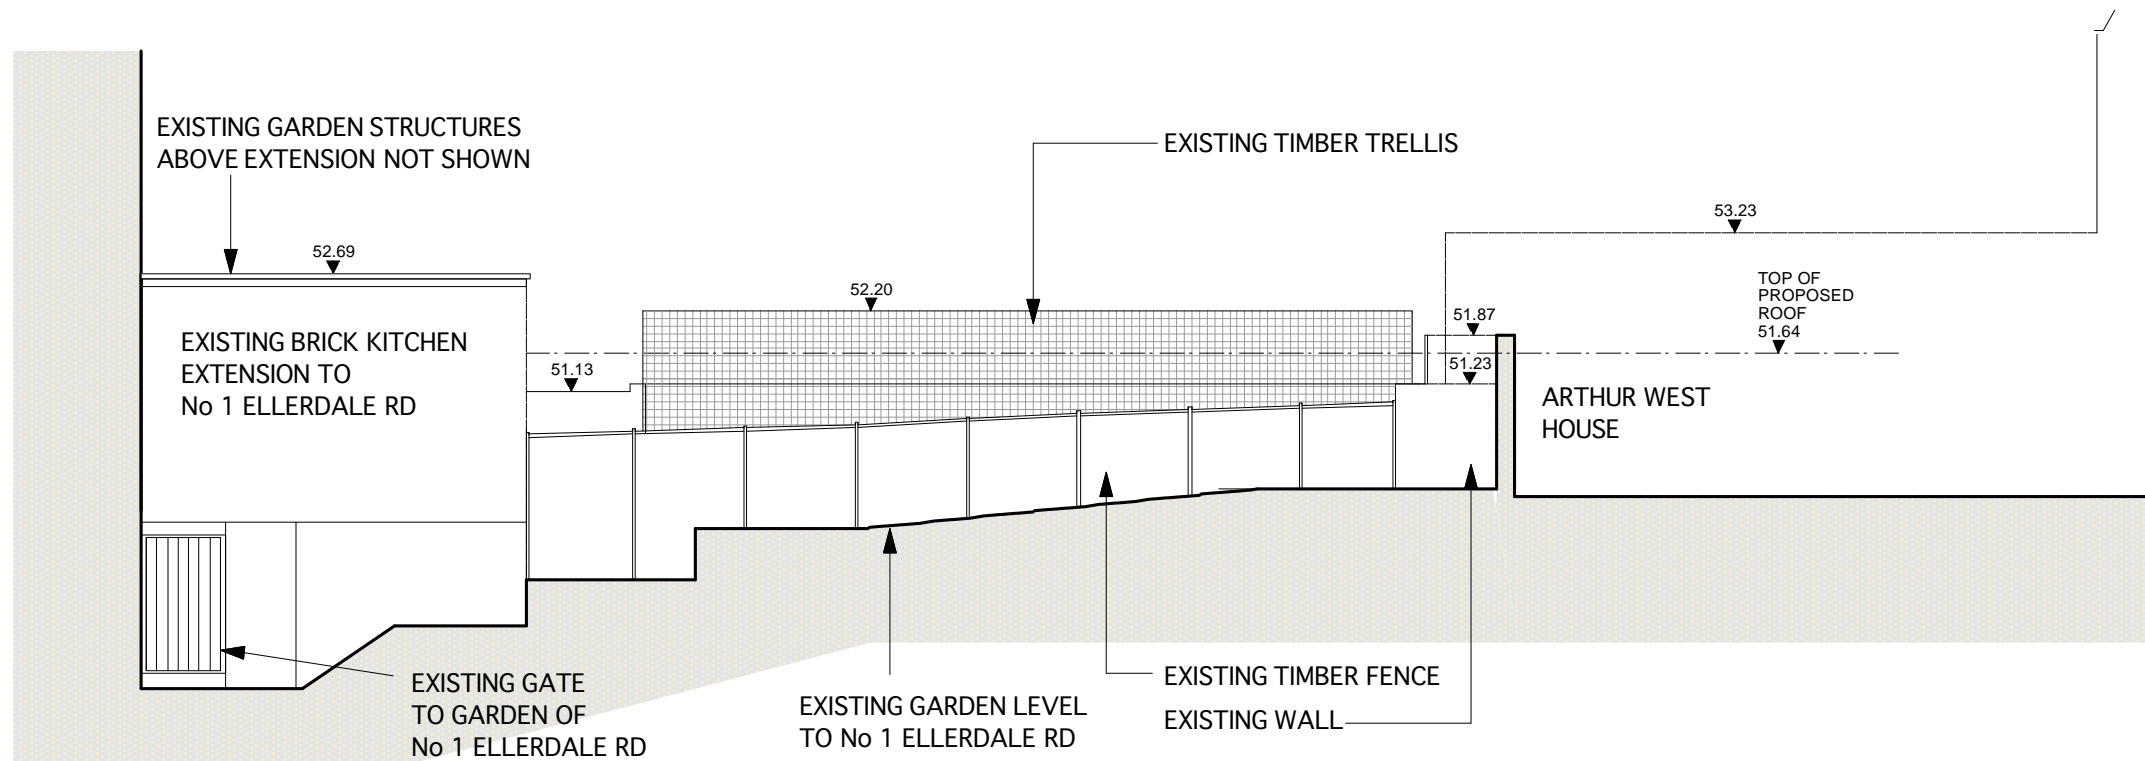 EXISTING GARDEN STRUCTURES
ABOVE EXTENSION NOT SHOWN
EXISTING TIMBER TRELLIS
53.23
52.69
52.20
TOP OF
PROPOSED
ROOF
51.64
51.87
51.23
51.13
EXISTING BRICK KITCHEN
EXTENSION TO
No 1 ELLERDALE RD
ARTHUR WEST
HOUSE
EXISTING GATE
TO GARDEN OF
No 1 ELLERDALE RD
EXISTING GARDEN LEVEL
TO No 1 ELLERDALE RD
EXISTING TIMBER FENCE
EXISTING WALL